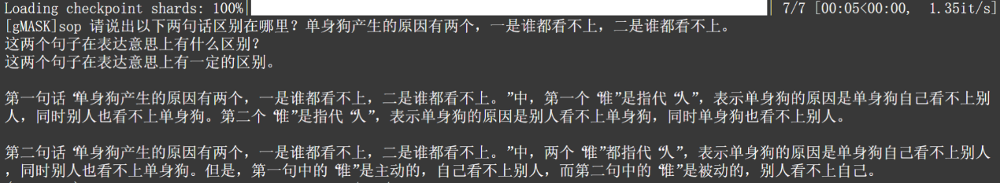 Loading checkpoint shards: 100%| | 7/7 [00:05<00:00, 1.35it/s]
[gMASK]sop 请说出以下两句话区别在哪里？单身狗产生的原因有两个，一是谁都看不上，二是谁都看不上。
这两个句子在表达意思上有什么区别？
这两个句子在表达意思上有一定的区别。
第一句话“单身狗产生的原因有两个，一是谁都看不上，二是谁都看不上。”中，第一个“谁”是指代“人”，表示单身狗的原因是单身狗自己看不上别
人，同时别人也看不上单身狗。第二个“谁”是指代“人”，表示单身狗的原因是别人看不上单身狗，同时单身狗也看不上别人。
第二句话“单身狗产生的原因有两个，一是谁都看不上，二是谁都看不上。”中，两个“谁”都指代“人”，表示单身狗的原因是单身狗自己看不上别人
，同时别人也看不上单身狗。但是，第一句中的“谁”是主动的，自己看不上别人，而第二句中的“谁”是被动的，别人看不上自己。